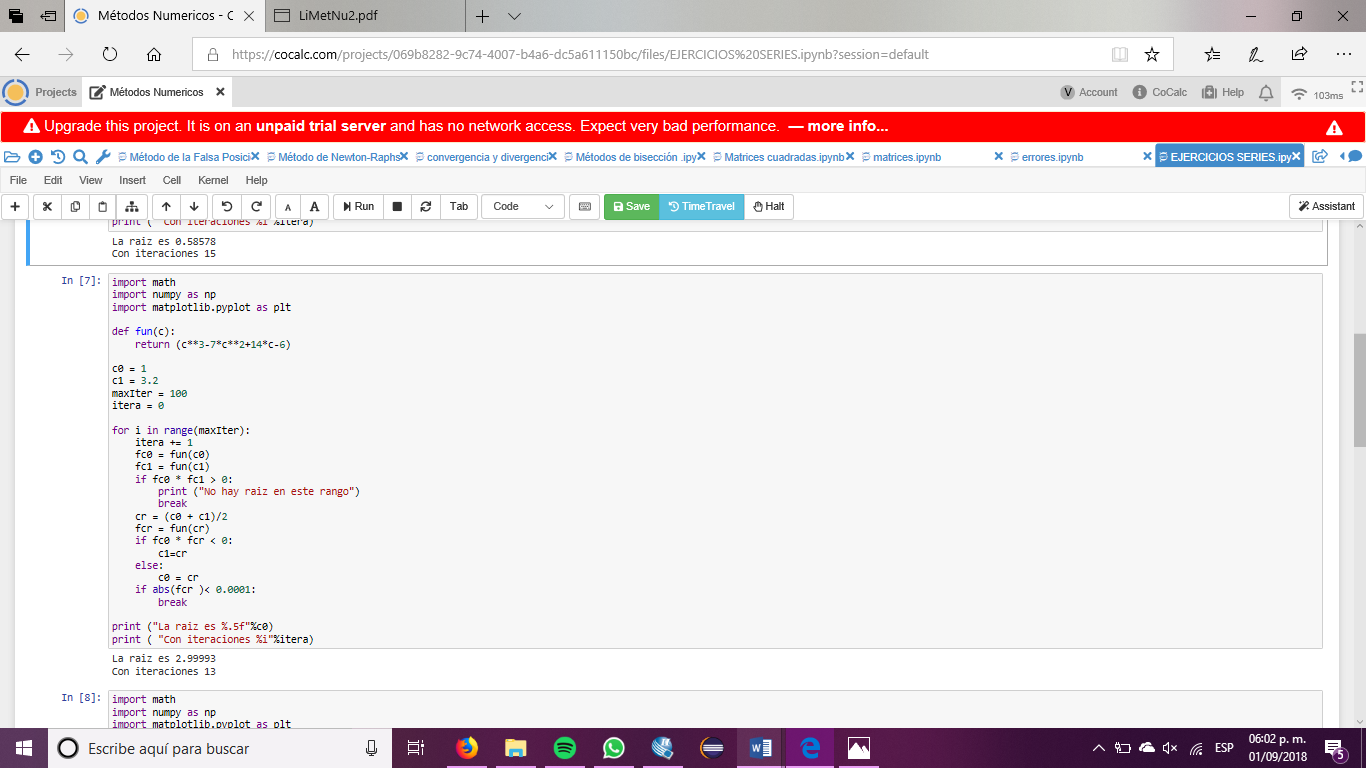 Métodos Numericos - C
LiMetNu2.pdf
https://cocalc.com/projects/069b8282-9c74-4007-b4a6-dc5a611150bc/files/EJERCICIOS%20SERIES.ipynb?session=default
Projects
Métodos Numericos
Account
CoCalc
Help
103ms
Upgrade this project. It is on an unpaid trial server and has no network access. Expect very bad performance. — more info...
Método de la Falsa Posici
Método de Newton-Raphs
convergencia y divergenci
Métodos de bisección .ipy
Matrices cuadradas.ipynb
matrices.ipynb
errores.ipynb
EJERCICIOS SERIES.ipy
File Edit View Insert Cell Kernel Help
Run
Tab
Code
Save
TimeTravel
Halt
Assistant
print ( "Con iteraciones %i"%itera)
La raiz es 0.58578
Con iteraciones 15
In [7]:
import math
import numpy as np
import matplotlib.pyplot as plt
def fun(c):
return (c**3-7*c**2+14*c-6)
c0 = 1
c1 = 3.2
maxIter = 100
itera = 0
for i in range(maxIter):
itera += 1
fc0 = fun(c0)
fc1 = fun(c1)
if fc0 * fc1 > 0:
print ("No hay raiz en este rango")
break
cr = (c0 + c1)/2
fcr = fun(cr)
if fc0 * fcr < 0:
c1=cr
else:
c0 = cr
if abs(fcr )< 0.0001:
break
print ("La raiz es %.5f"%c0)
print ( "Con iteraciones %i"%itera)
La raiz es 2.99993
Con iteraciones 13
In [8]:
import math
import numpy as np
import matplotlib.pyplot as plt
Escribe aquí para buscar
ESP
06:02 p. m.
01/09/2018
5